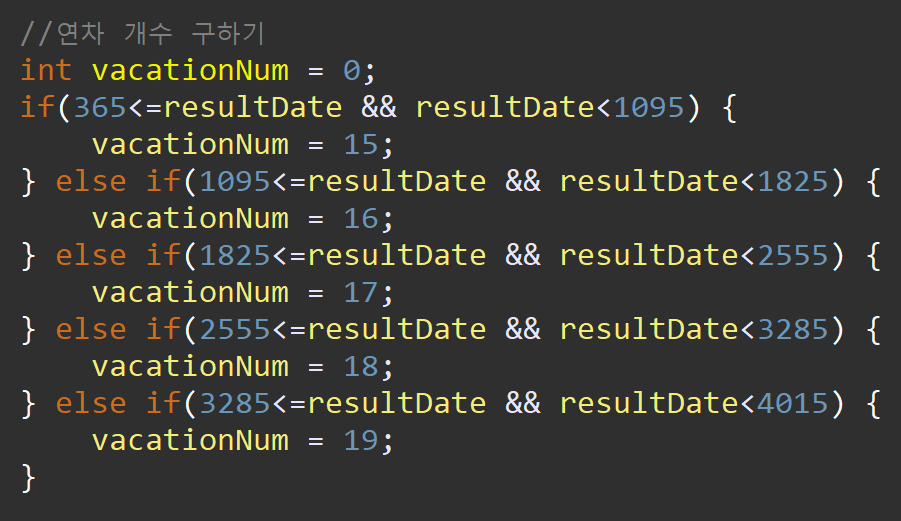 //연차 개수 구하기
int vacationNum = 0;
if(365<=resultDate && resultDate<1095) {
    vacationNum = 15;
} else if(1095<=resultDate && resultDate<1825) {
    vacationNum = 16;
} else if(1825<=resultDate && resultDate<2555) {
    vacationNum = 17;
} else if(2555<=resultDate && resultDate<3285) {
    vacationNum = 18;
} else if(3285<=resultDate && resultDate<4015) {
    vacationNum = 19;
}